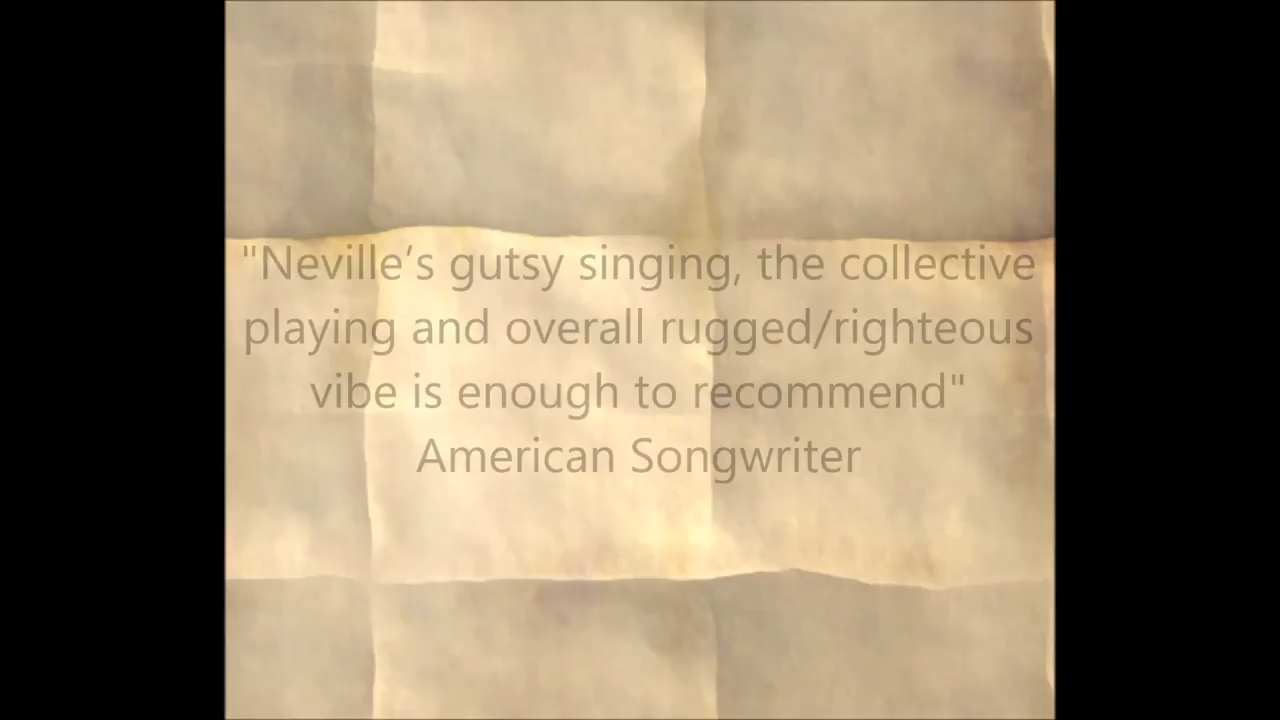 "Neville’s gutsy singing, the collective
playing and overall rugged/righteous
vibe is enough to recommend"
American Songwriter